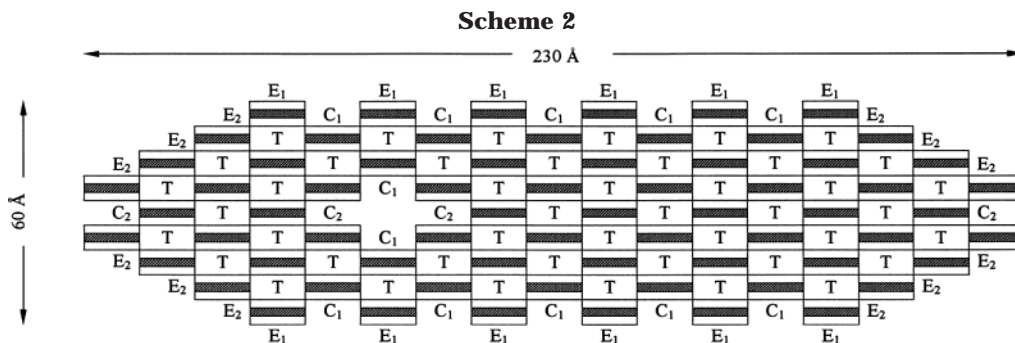 Scheme 2
230 Å
E₁ E₁ E₁ E₁ E₁ E₁
E₂ C₁ C₁ C₁ C₁ C₁ E₂
E₂ T T T T T T E₂
E₂ T T T T T T T E₂
T T C₁ T T T T T
C₂ T C₂ C₂ T T T T C₂
60 Å
T T C₁ T T T T T
E₂ T T T T T T T E₂
E₂ T T T T T T E₂
E₂ C₁ C₁ C₁ C₁ C₁ E₂
E₁ E₁ E₁ E₁ E₁ E₁